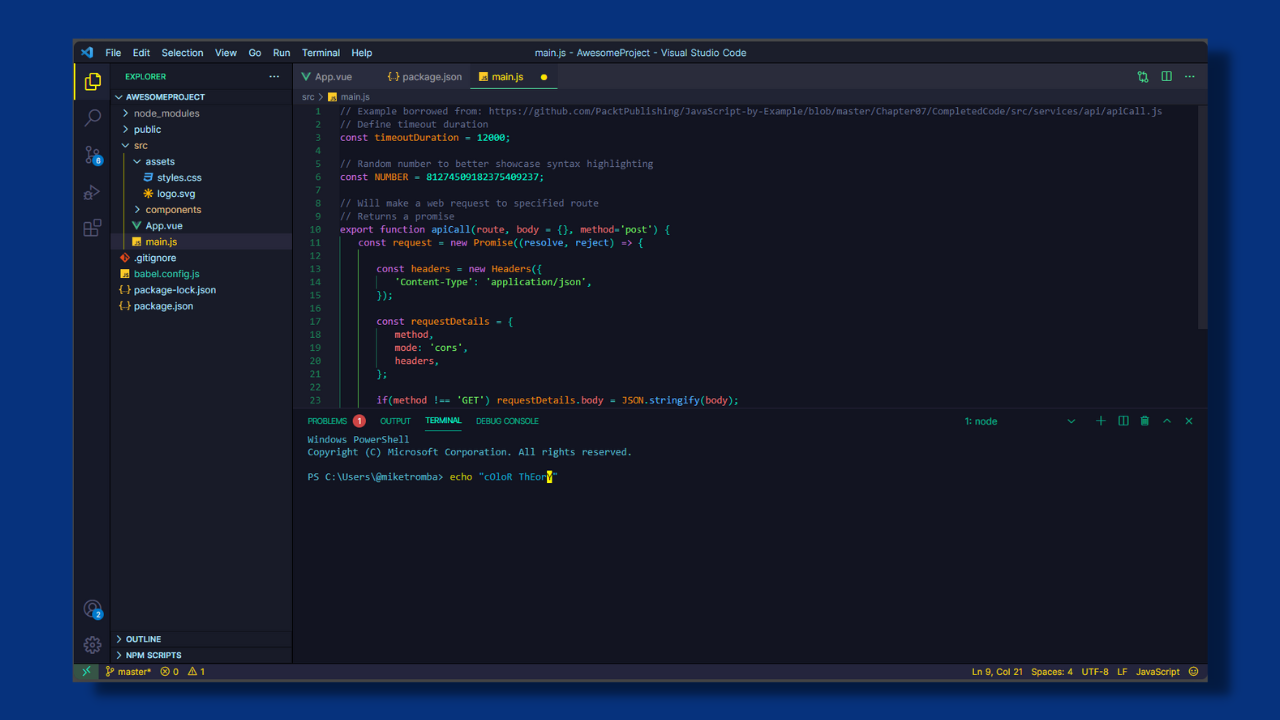 File Edit Selection View Go Run Terminal Help
main.js - AwesomeProject - Visual Studio Code
EXPLORER
AWESOMEPROJECT
node_modules
public
src
assets
styles.css
logo.svg
components
App.vue
main.js
.gitignore
babel.config.js
package-lock.json
package.json
OUTLINE
NPM SCRIPTS
6
2
App.vue {..} package.json main.js
src > main.js
1 // Example borrowed from: https://github.com/PacktPublishing/JavaScript-by-Example/blob/master/Chapter07/CompletedCode/src/services/api/apiCall.js
2 // Define timeout duration
3 const timeoutDuration = 12000;
4
5 // Random number to better showcase syntax highlighting
6 const NUMBER = 81274509182375409237;
7
8 // Will make a web request to specified route
9 // Returns a promise
10 export function apiCall(route, body = {}, method='post') {
11 const request = new Promise((resolve, reject) => {
12
13 const headers = new Headers({
14 'Content-Type': 'application/json',
15 });
16
17 const requestDetails = {
18 method,
19 mode: 'cors',
20 headers,
21 };
22
23 if(method !== 'GET') requestDetails.body = JSON.stringify(body);
PROBLEMS 1 OUTPUT TERMINAL DEBUG CONSOLE 1: node
Windows PowerShell
Copyright (C) Microsoft Corporation. All rights reserved.
PS C:\Users\@miketromba> echo "cOloR ThEorY"
master* 0 1 Ln 9, Col 21 Spaces: 4 UTF-8 LF JavaScript